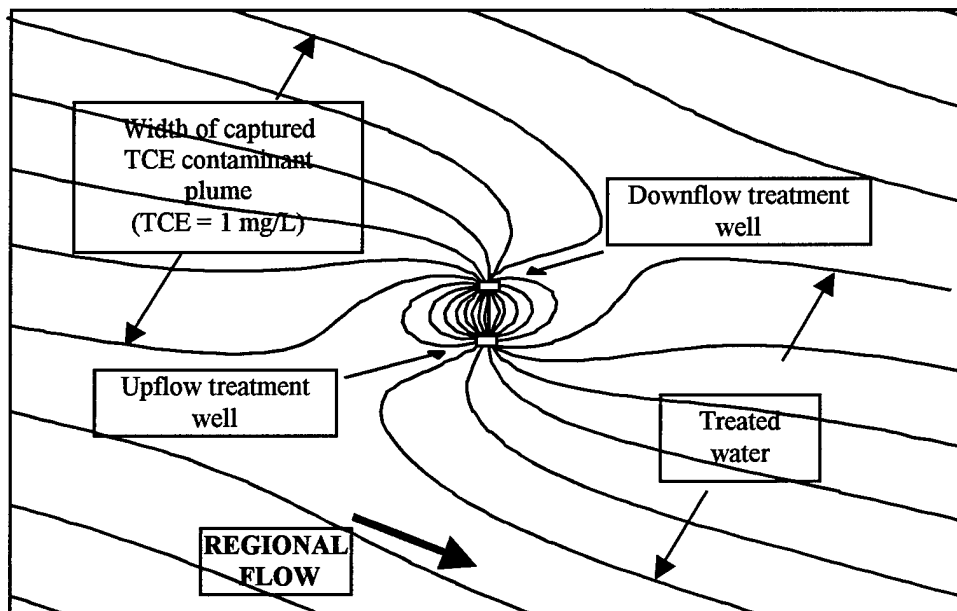 Width of captured
TCE contaminant
plume
(TCE = 1 mg/L)
Downflow treatment
well
Upflow treatment
well
Treated
water
REGIONAL
FLOW